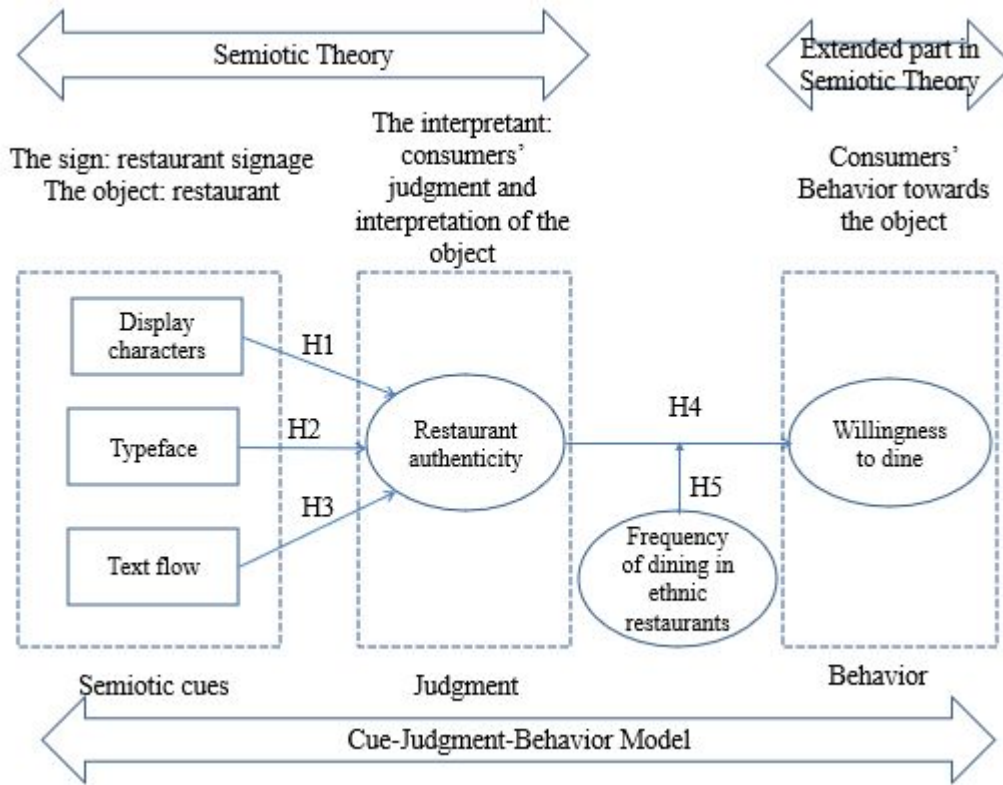 Semiotic Theory
Extended part in
Semiotic Theory
The sign: restaurant signage
The object: restaurant
The interpretant:
consumers’
judgment and
interpretation of the
object
Consumers’
Behavior towards
the object
Display
characters
Typeface
Text flow
H1
H2
H3
Restaurant
authenticity
H4
H5
Frequency
of dining in
ethnic
restaurants
Willingness
to dine
Semiotic cues
Judgment
Behavior
Cue-Judgment-Behavior Model